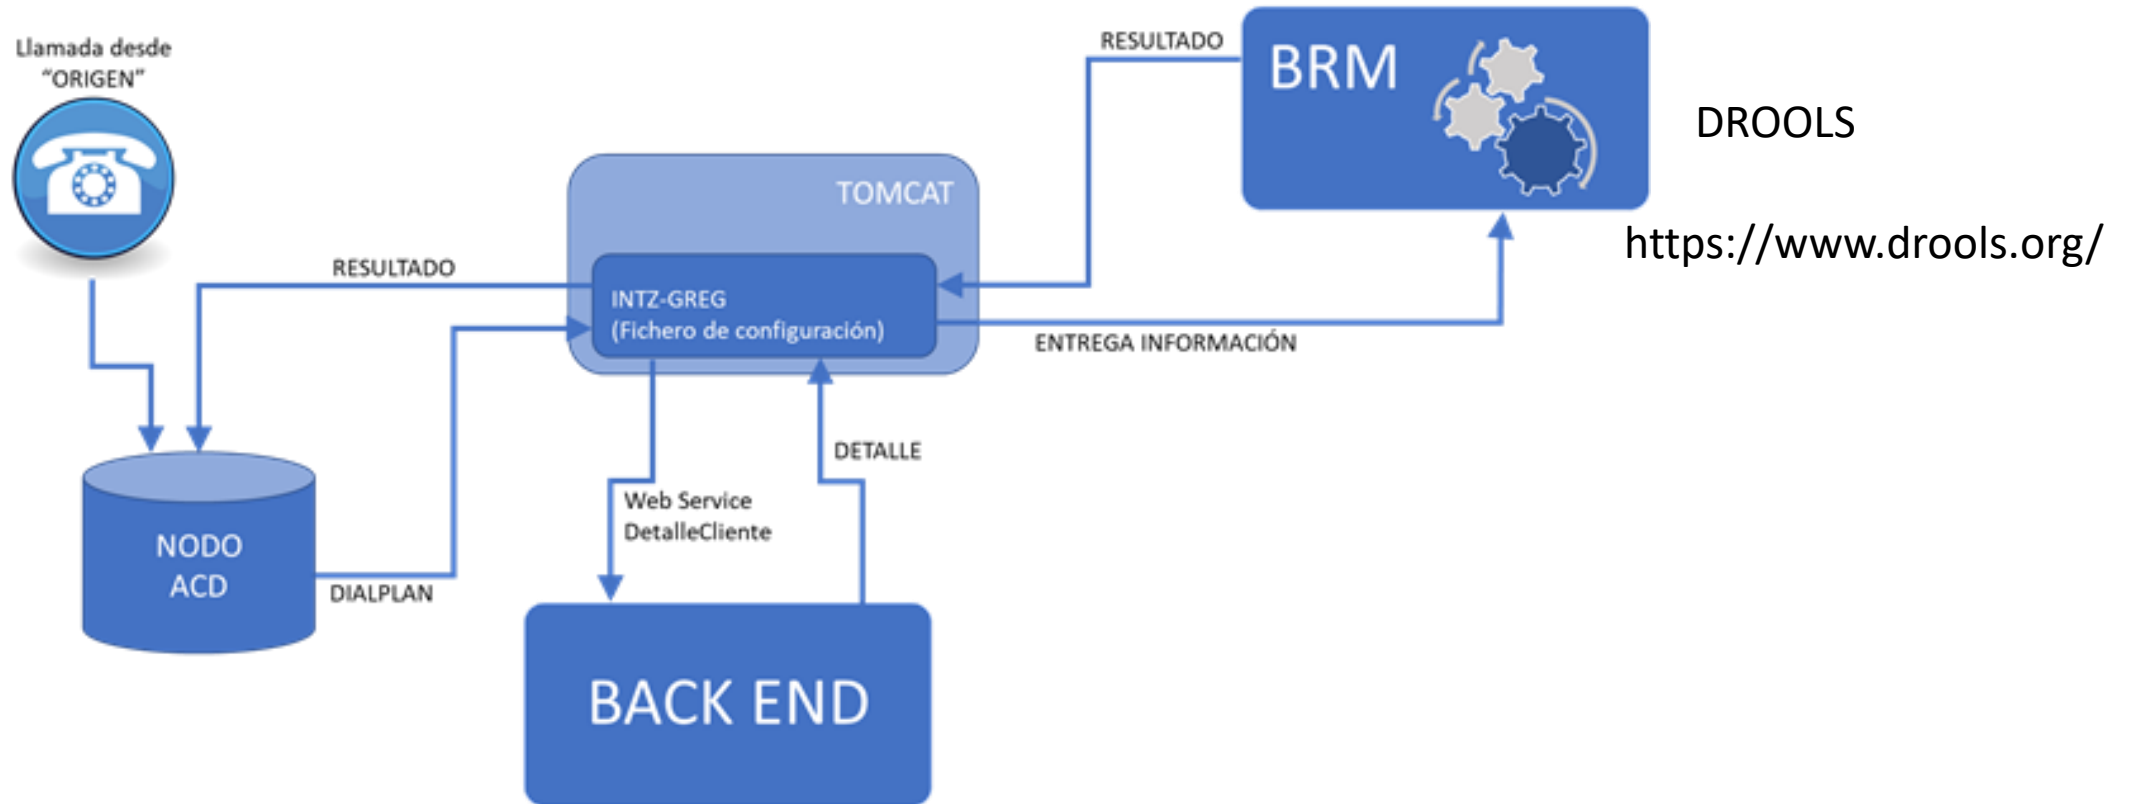 Llamada desde
“ORIGEN”
RESULTADO
BRM
DROOLS
https://www.drools.org/
TOMCAT
RESULTADO
INTZ-GREG
(Fichero de configuración)
ENTREGA INFORMACIÓN
DETALLE
Web Service
DetalleCliente
NODO
ACD
DIALPLAN
BACK END